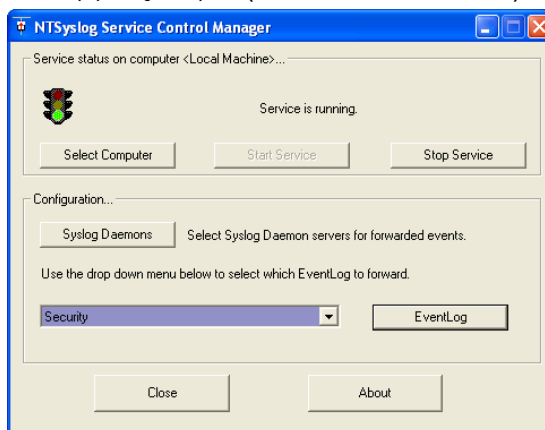 NTSyslog Service Control Manager
Service status on computer <Local Machine>...
Service is running.
Select Computer Start Service Stop Service
Configuration...
Syslog Daemons Select Syslog Daemon servers for forwarded events.
Use the drop down menu below to select which EventLog to forward.
Security EventLog
Close About